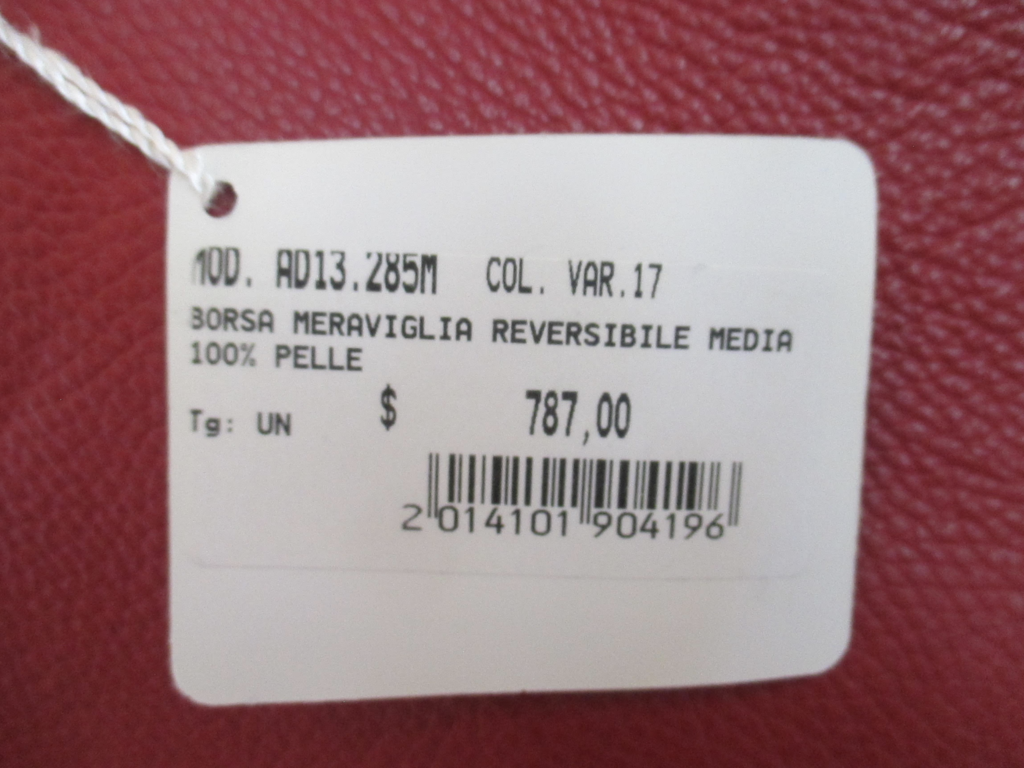 MOD. AD13.285M COL. VAR.17
BORSA MERAVIGLIA REVERSIBILE MEDIA
100% PELLE
Tg: UN $ 787,00
2 014101 904196